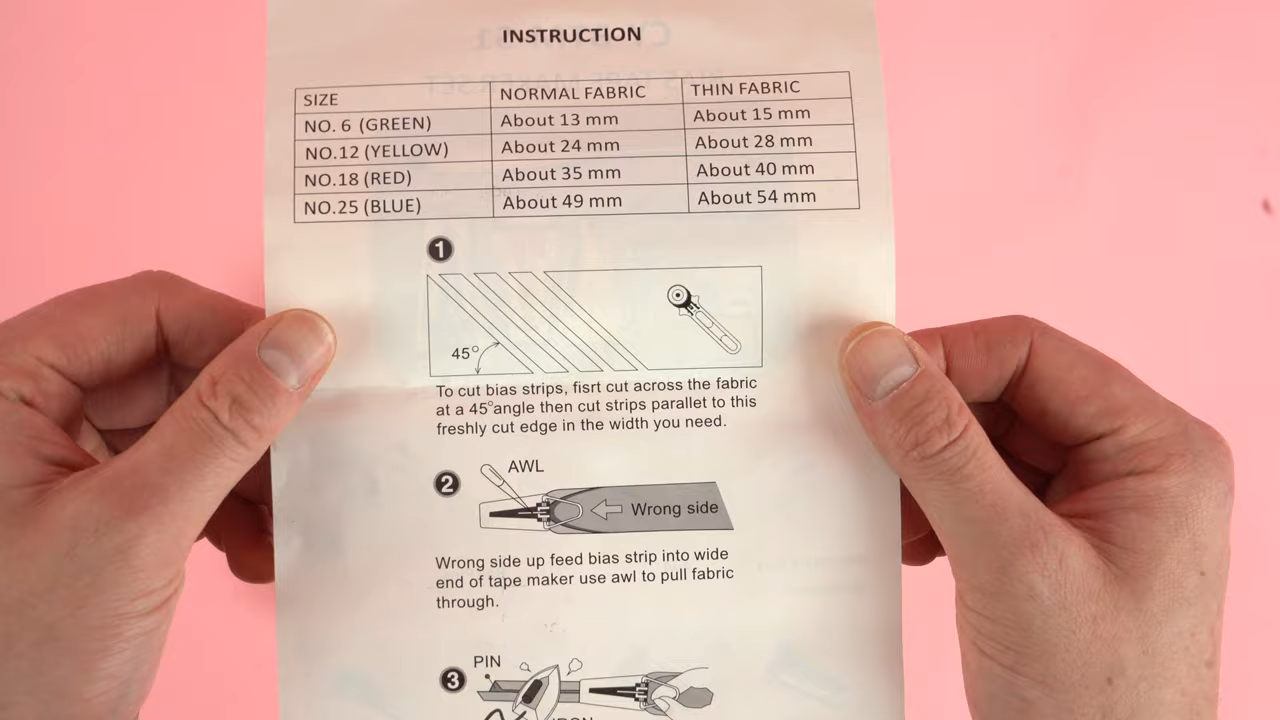 INSTRUCTION
SIZE NORMAL FABRIC THIN FABRIC
NO. 6 (GREEN) About 13 mm About 15 mm
NO.12 (YELLOW) About 24 mm About 28 mm
NO.18 (RED) About 35 mm About 40 mm
NO.25 (BLUE) About 49 mm About 54 mm
1
45°
To cut bias strips, fisrt cut across the fabric
at a 45°angle then cut strips parallet to this
freshly cut edge in the width you need.
2
AWL
Wrong side
Wrong side up feed bias strip into wide
end of tape maker use awl to pull fabric
through.
3
PIN